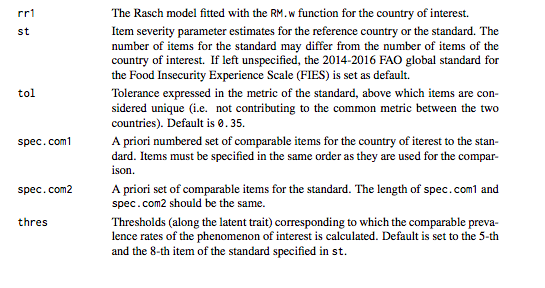 rr1 The Rasch model fitted with the RM.w function for the country of interest.
st Item severity parameter estimates for the reference country or the standard. The
number of items for the standard may differ from the number of items of the
country of interest. If left unspecified, the 2014-2016 FAO global standard for
the Food Insecurity Experience Scale (FIES) is set as default.
tol Tolerance expressed in the metric of the standard, above which items are con-
sidered unique (i.e. not contributing to the common metric between the two
countries). Default is 0.35.
spec.com1 A priori numbered set of comparable items for the country of iterest to the stan-
dard. Items must be specified in the same order as they are used for the compar-
ison.
spec.com2 A priori set of comparable items for the standard. The length of spec.com1 and
spec.com2 should be the same.
thres Thresholds (along the latent trait) corresponding to which the comparable preva-
lence rates of the phenomenon of interest is calculated. Default is set to the 5-th
and the 8-th item of the standard specified in st.